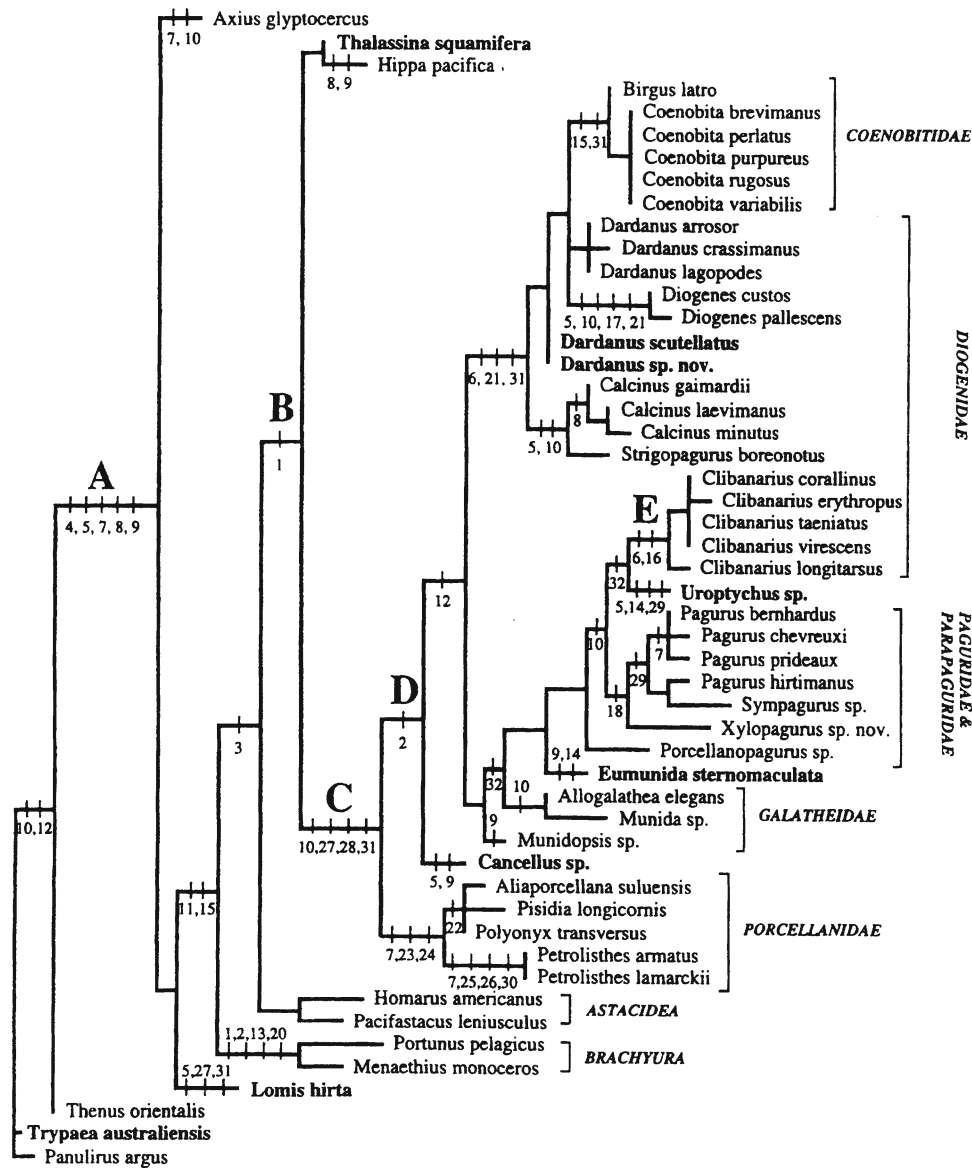 Axius glyptocercus
7, 10
Thalassina squamifera
Hippa pacifica
8, 9
Birgus latro
Coenobita brevimanus
15,31
Coenobita perlatus
COENOBITIDAE
Coenobita purpureus
Coenobita rugosus
Coenobita variabilis
Dardanus arrosor
Dardanus crassimanus
Dardanus lagopodes
Diogenes custos
5, 10, 17, 21
Diogenes pallescens
Dardanus scutellatus
Dardanus sp. nov.
DIOGENIDAE
6, 21, 31
Calcinus gaimardii
B
8
Calcinus laevimanus
Calcinus minutus
5, 10
Strigopagurus boreonotus
1
A
Clibanarius corallinus
Clibanarius erythropus
E
Clibanarius taeniatus
4, 5, 7, 8, 9
Clibanarius virescens
6,16
Clibanarius longitarsus
32
12
Uroptychus sp.
5,14,29
Pagurus bernhardus
10
Pagurus chevreuxi
7
Pagurus prideaux
PAGURIDAE &
PARAPAGURIDAE
29
Pagurus hirtimanus
D
Sympagurus sp.
18
Xylopagurus sp. nov.
2
3
Porcellanopagurus sp.
9,14
Eumunida sternomaculata
32
10
Allogalathea elegans
C
GALATHEIDAE
Munida sp.
9
10,12
Munidopsis sp.
10,27,28,31
Cancellus sp.
5, 9
Aliaporcellana suluensis
11,15
Pisidia longicornis
22
Polyonyx transversus
PORCELLANIDAE
7,23,24
Petrolisthes armatus
7,25,26,30
Petrolisthes lamarckii
Homarus americanus
ASTACIDEA
Pacifastacus leniusculus
1,2,13,20
Portunus pelagicus
BRACHYURA
Menaethius monoceros
5,27,31
Lomis hirta
Thenus orientalis
Trypaea australiensis
Panulirus argus